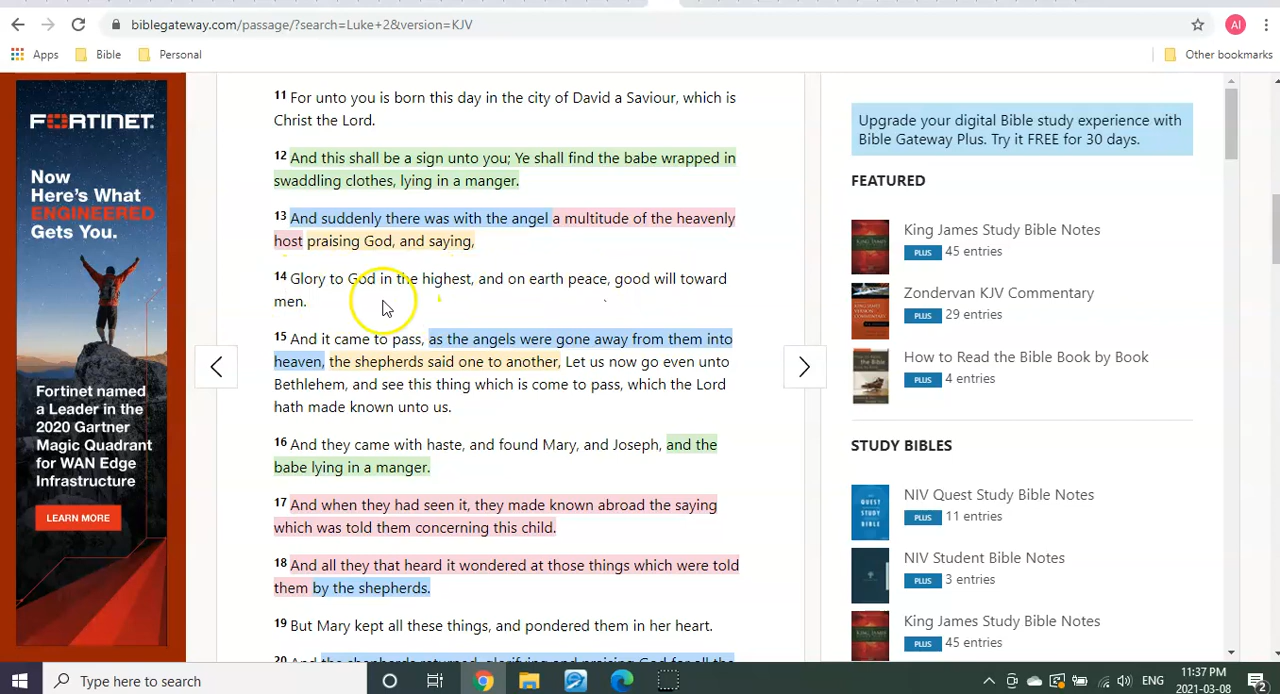 biblegateway.com/passage/?search=Luke+2&version=KJV
AI
Apps
Bible
Personal
Other bookmarks
FORTINET
Now
Here's What
ENGINEERED
Gets You.
Fortinet named
a Leader in the
2020 Gartner
Magic Quadrant
for WAN Edge
Infrastructure
LEARN MORE
11 For unto you is born this day in the city of David a Saviour, which is
Christ the Lord.
12 And this shall be a sign unto you; Ye shall find the babe wrapped in
swaddling clothes, lying in a manger.
13 And suddenly there was with the angel a multitude of the heavenly
host praising God, and saying,
14 Glory to God in the highest, and on earth peace, good will toward
men.
15 And it came to pass, as the angels were gone away from them into
heaven, the shepherds said one to another, Let us now go even unto
Bethlehem, and see this thing which is come to pass, which the Lord
hath made known unto us.
16 And they came with haste, and found Mary, and Joseph, and the
babe lying in a manger.
17 And when they had seen it, they made known abroad the saying
which was told them concerning this child.
18 And all they that heard it wondered at those things which were told
them by the shepherds.
19 But Mary kept all these things, and pondered them in her heart.
20 And the shepherds returned, glorifying and praising God for all the
Upgrade your digital Bible study experience with
Bible Gateway Plus. Try it FREE for 30 days.
FEATURED
King James Study Bible Notes
PLUS 45 entries
Zondervan KJV Commentary
PLUS 29 entries
How to Read the Bible Book by Book
PLUS 4 entries
STUDY BIBLES
NIV Quest Study Bible Notes
PLUS 11 entries
NIV Student Bible Notes
PLUS 3 entries
King James Study Bible Notes
PLUS 45 entries
Type here to search
ENG
11:37 PM
2021-03-08
2